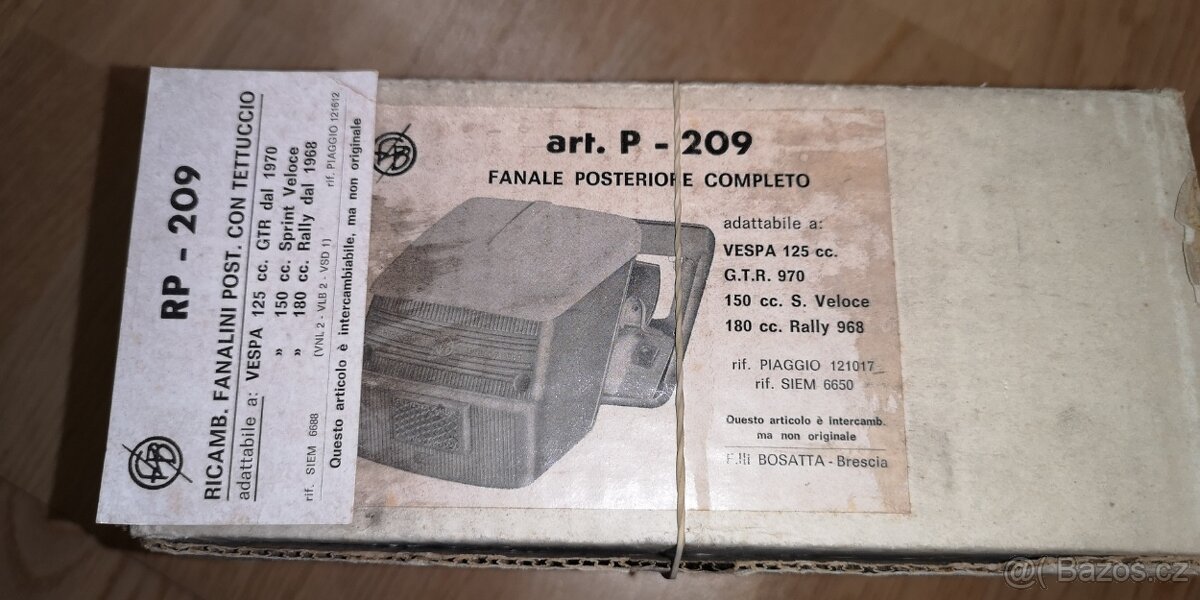 RP - 209
RICAMB. FANALINI POST. CON TETTUCCIO
adattabile a: VESPA 125 cc. GTR dal 1970
» 150 cc. Sprint Veloce
» 180 cc. Rally dal 1968
(VNL 2 - VLB 2 - VSD 1)
rif. SIEM 6688 rif. PIAGGIO 121612
Questo articolo è intercambiabile, ma non originale
FB
art. P - 209
FANALE POSTERIORE COMPLETO
adattabile a:
VESPA 125 cc.
G.T.R. 970
150 cc. S. Veloce
180 cc. Rally 968
rif. PIAGGIO 121017
rif. SIEM 6650
Questo articolo è intercamb.
ma non originale
F.lli BOSATTA - Brescia
@( Bazos.cz